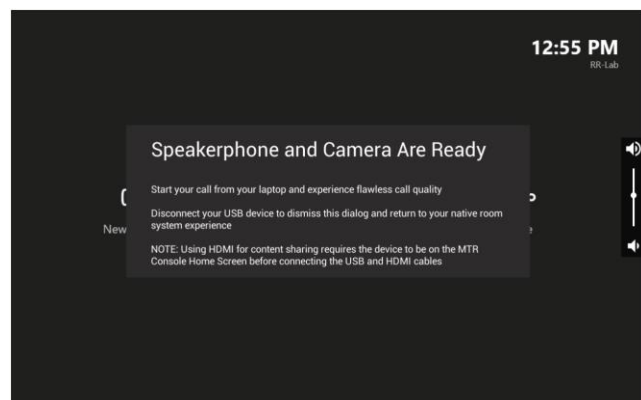 12:55 PM
RR-Lab
Speakerphone and Camera Are Ready
Start your call from your laptop and experience flawless call quality
Disconnect your USB device to dismiss this dialog and return to your native room
system experience
New
NOTE: Using HDMI for content sharing requires the device to be on the MTR
Console Home Screen before connecting the USB and HDMI cables